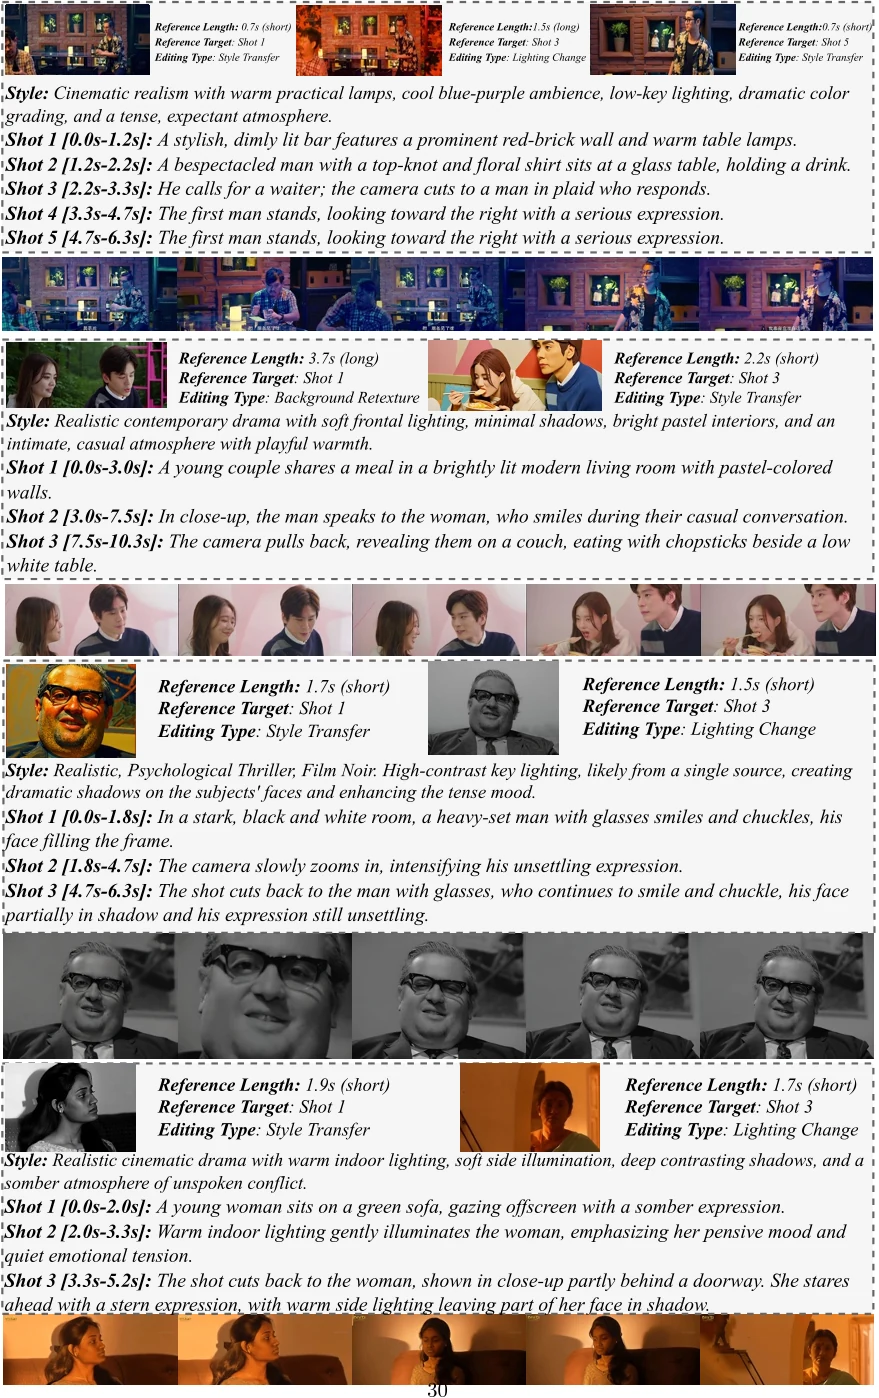 Reference Length: 0.7s (short)
Reference Target: Shot 1
Editing Type: Style Transfer
Reference Length:1.5s (long)
Reference Target: Shot 3
Editing Type: Lighting Change
Reference Length:0.7s (short)
Reference Target: Shot 5
Editing Type: Style Transfer
Style: Cinematic realism with warm practical lamps, cool blue-purple ambience, low-key lighting, dramatic color
grading, and a tense, expectant atmosphere.
Shot 1 [0.0s-1.2s]: A stylish, dimly lit bar features a prominent red-brick wall and warm table lamps.
Shot 2 [1.2s-2.2s]: A bespectacled man with a top-knot and floral shirt sits at a glass table, holding a drink.
Shot 3 [2.2s-3.3s]: He calls for a waiter; the camera cuts to a man in plaid who responds.
Shot 4 [3.3s-4.7s]: The first man stands, looking toward the right with a serious expression.
Shot 5 [4.7s-6.3s]: The first man stands, looking toward the right with a serious expression.
Reference Length: 3.7s (long)
Reference Target: Shot 1
Editing Type: Background Retexture
Reference Length: 2.2s (short)
Reference Target: Shot 3
Editing Type: Style Transfer
Style: Realistic contemporary drama with soft frontal lighting, minimal shadows, bright pastel interiors, and an
intimate, casual atmosphere with playful warmth.
Shot 1 [0.0s-3.0s]: A young couple shares a meal in a brightly lit modern living room with pastel-colored
walls.
Shot 2 [3.0s-7.5s]: In close-up, the man speaks to the woman, who smiles during their casual conversation.
Shot 3 [7.5s-10.3s]: The camera pulls back, revealing them on a couch, eating with chopsticks beside a low
white table.
Reference Length: 1.7s (short)
Reference Target: Shot 1
Editing Type: Style Transfer
Reference Length: 1.5s (short)
Reference Target: Shot 3
Editing Type: Lighting Change
Style: Realistic, Psychological Thriller, Film Noir. High-contrast key lighting, likely from a single source, creating
dramatic shadows on the subjects' faces and enhancing the tense mood.
Shot 1 [0.0s-1.8s]: In a stark, black and white room, a heavy-set man with glasses smiles and chuckles, his
face filling the frame.
Shot 2 [1.8s-4.7s]: The camera slowly zooms in, intensifying his unsettling expression.
Shot 3 [4.7s-6.3s]: The shot cuts back to the man with glasses, who continues to smile and chuckle, his face
partially in shadow and his expression still unsettling.
Reference Length: 1.9s (short)
Reference Target: Shot 1
Editing Type: Style Transfer
Reference Length: 1.7s (short)
Reference Target: Shot 3
Editing Type: Lighting Change
Style: Realistic cinematic drama with warm indoor lighting, soft side illumination, deep contrasting shadows, and a
somber atmosphere of unspoken conflict.
Shot 1 [0.0s-2.0s]: A young woman sits on a green sofa, gazing offscreen with a somber expression.
Shot 2 [2.0s-3.3s]: Warm indoor lighting gently illuminates the woman, emphasizing her pensive mood and
quiet emotional tension.
Shot 3 [3.3s-5.2s]: The shot cuts back to the woman, shown in close-up partly behind a doorway. She stares
ahead with a stern expression, with warm side lighting leaving part of her face in shadow.
30